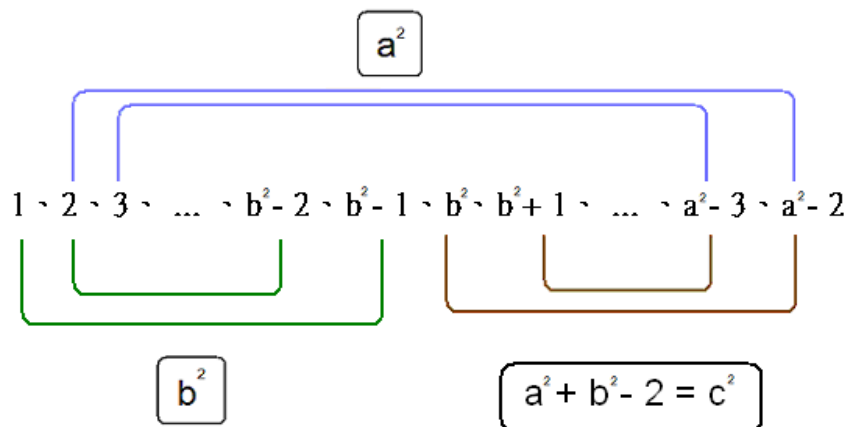 a²
1、2、3、 ... 、b²- 2、b²- 1、b²、b²+ 1、 ... 、a²- 3、a²- 2
b²
a²+ b²- 2 = c²